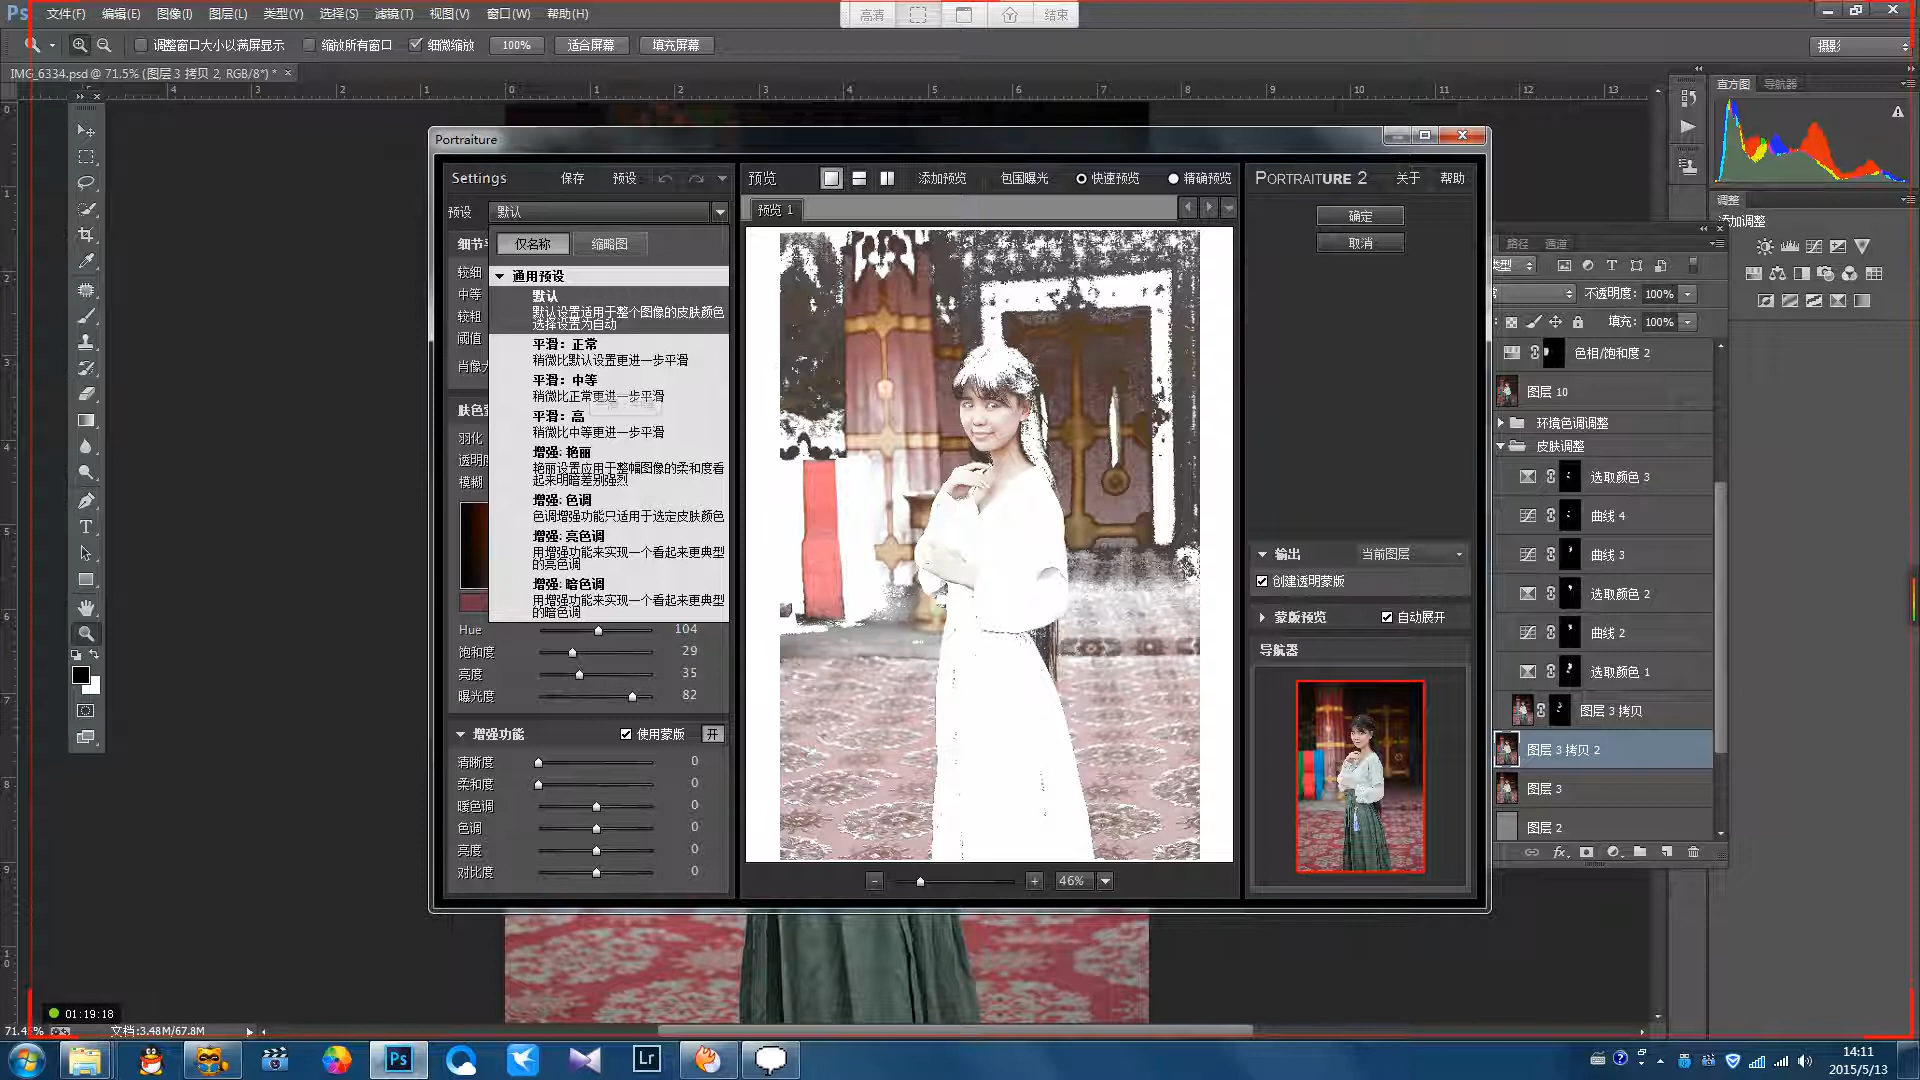 Ps 文件(F) 编辑(E) 图像(I) 图层(L) 类型(Y) 选择(S) 滤镜(T) 视图(V) 窗口(W) 帮助(H)
高清 结束
调整窗口大小以满屏显示 缩放所有窗口 细微缩放 100% 适合屏幕 填充屏幕
摄影
IMG_6334.psd @ 71.5% (图层 3 拷贝 2, RGB/8*) *
4 3 2 1 0 1 2 3 4 5 6 7 8 9 10 11 12 13
直方图 导航器
Portraiture
Settings 保存 预设
预览 添加预览 包围曝光 快速预览 精确预览
PORTRAITURE 2 关于 帮助
预设 默认
预览 1
确定
取消
仅名称 缩略图
较细
中等
较粗
阈值
羽化
模糊
通用预设
默认
默认设置适用于整个图像的皮肤颜色
选择设置为自动
平滑: 正常
稍微比默认设置更进一步平滑
平滑: 中等
稍微比正常更进一步平滑
平滑: 高
稍微比中等更进一步平滑
增强: 艳丽
艳丽设置应用于整幅图像的柔和度看
起来明暗差别强烈
增强: 色调
色调增强功能只适用于选定皮肤颜色
增强: 亮色调
用增强功能来实现一个看起来更典型
的亮色调
增强: 暗色调
用增强功能来实现一个看起来更典型
的暗色调
Hue 104
饱和度 29
亮度 35
曝光度 82
增强功能 使用蒙版 开
清晰度 0
柔和度 0
暖色调 0
色调 0
亮度 0
对比度 0
46%
输出 当前图层
创建透明蒙版
蒙版预览 自动展开
导航器
调整
添加调整
路径 通道
类型
不透明度: 100%
填充: 100%
色相/饱和度 2
图层 10
环境色调调整
皮肤调整
选取颜色 3
曲线 4
曲线 3
选取颜色 2
曲线 2
选取颜色 1
图层 3 拷贝
图层 3 拷贝 2
图层 3
图层 2
fx
01:19:18
文档:3.48M/67.8M
Ps Lr
14:11
2015/5/13